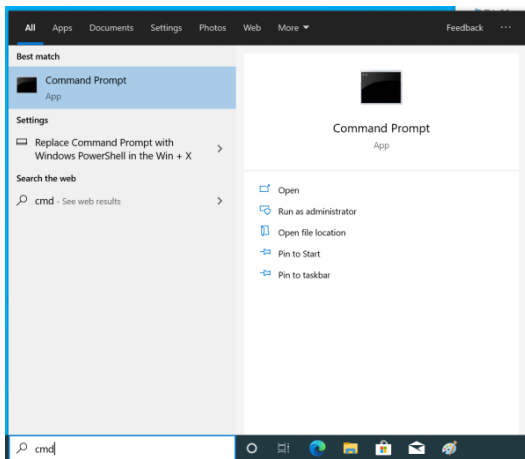 All Apps Documents Settings Photos Web More Feedback
Best match
Command Prompt
App
Settings
Replace Command Prompt with
Windows PowerShell in the Win + X
Search the web
cmd - See web results
Command Prompt
App
Open
Run as administrator
Open file location
Pin to Start
Pin to taskbar
cmd